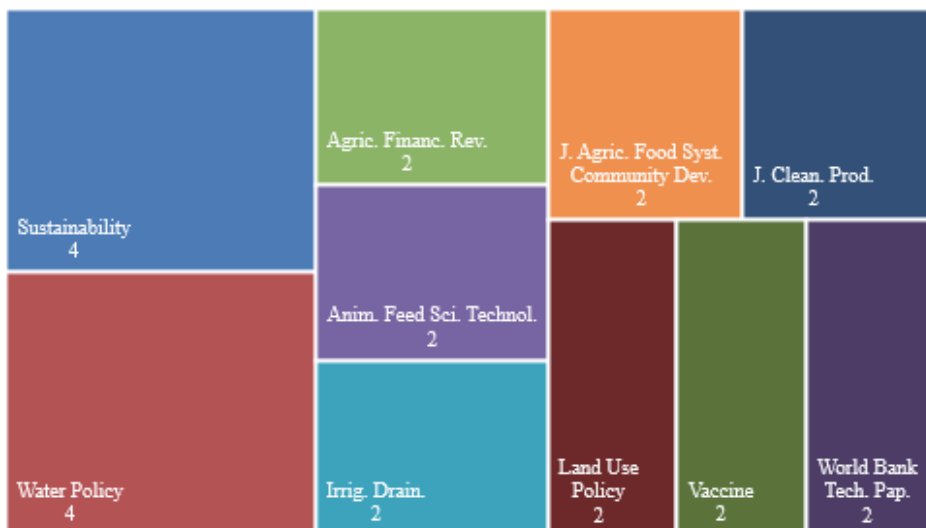 Sustainability
4
Water Policy
4
Agric. Financ. Rev.
2
Anim. Feed Sci. Technol.
2
Irrig. Drain.
2
J. Agric. Food Syst.
Community Dev.
2
J. Clean. Prod.
2
Land Use
Policy
2
Vaccine
2
World Bank
Tech. Pap.
2